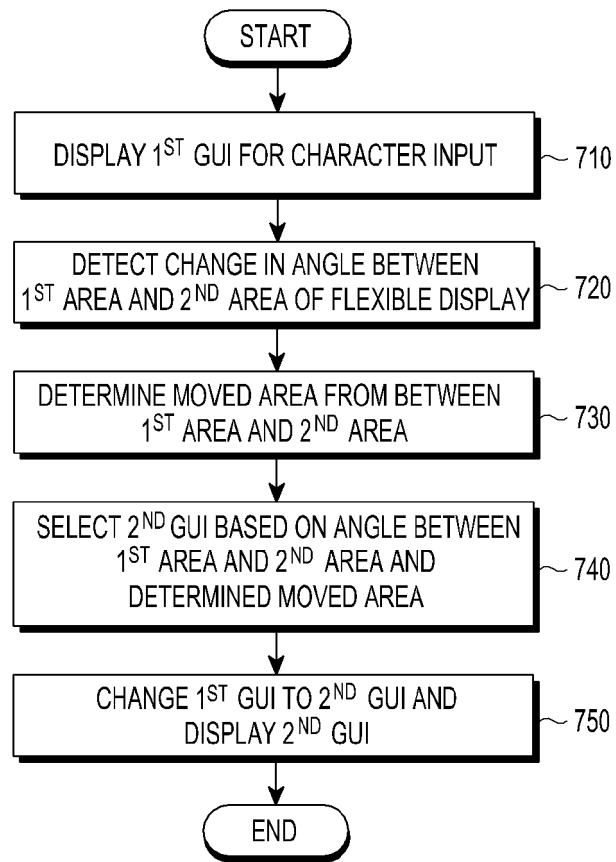 START
DISPLAY 1ST GUI FOR CHARACTER INPUT
710
DETECT CHANGE IN ANGLE BETWEEN
1ST AREA AND 2ND AREA OF FLEXIBLE DISPLAY
720
DETERMINE MOVED AREA FROM BETWEEN
1ST AREA AND 2ND AREA
730
SELECT 2ND GUI BASED ON ANGLE BETWEEN
1ST AREA AND 2ND AREA AND
DETERMINED MOVED AREA
740
CHANGE 1ST GUI TO 2ND GUI AND
DISPLAY 2ND GUI
750
END